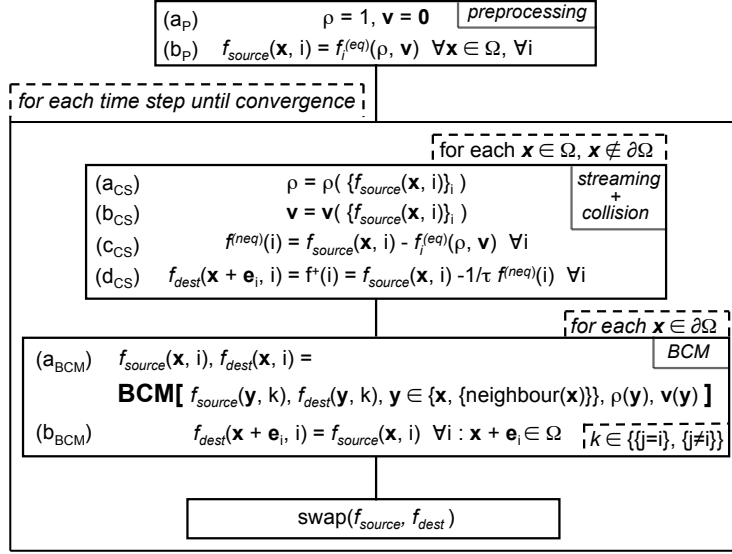 (aP) ρ = 1, v = 0 preprocessing
(bP) fsource(x, i) = fi(eq)(ρ, v) ∀x ∈ Ω, ∀i
for each time step until convergence
for each x ∈ Ω, x ∉ ∂Ω
(aCS) ρ = ρ( {fsource(x, i)}i ) streaming
+
(bCS) v = v( {fsource(x, i)}i ) collision
(cCS) f(neq)(i) = fsource(x, i) - fi(eq)(ρ, v) ∀i
(dCS) fdest(x + ei, i) = f+(i) = fsource(x, i) -1/τ f(neq)(i) ∀i
for each x ∈ ∂Ω
(aBCM) fsource(x, i), fdest(x, i) = BCM
BCM[ fsource(y, k), fdest(y, k), y ∈ {x, {neighbour(x)}}, ρ(y), v(y) ]
(bBCM) fdest(x + ei, i) = fsource(x, i) ∀i : x + ei ∈ Ω k ∈ {{j=i}, {j≠i}}
swap(fsource, fdest )